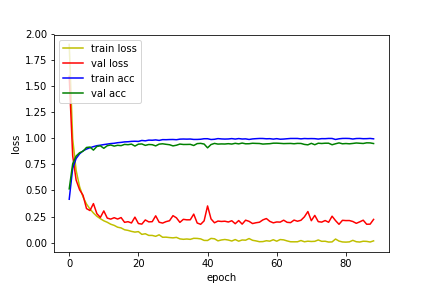 2.00
1.75
1.50
1.25
1.00
0.75
0.50
0.25
0.00
loss
train loss
val loss
train acc
val acc
0 20 40 60 80
epoch